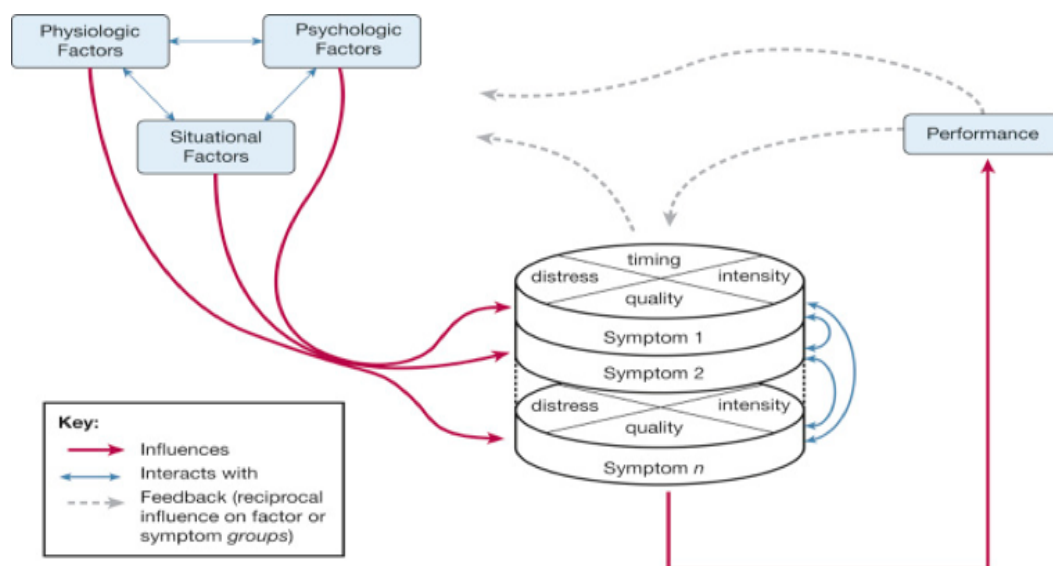 Physiologic
Factors
Psychologic
Factors
Situational
Factors
Performance
timing
distress
intensity
quality
Symptom 1
Symptom 2
distress
intensity
quality
Symptom n
Key:
Influences
Interacts with
Feedback (reciprocal
influence on factor or
symptom groups)